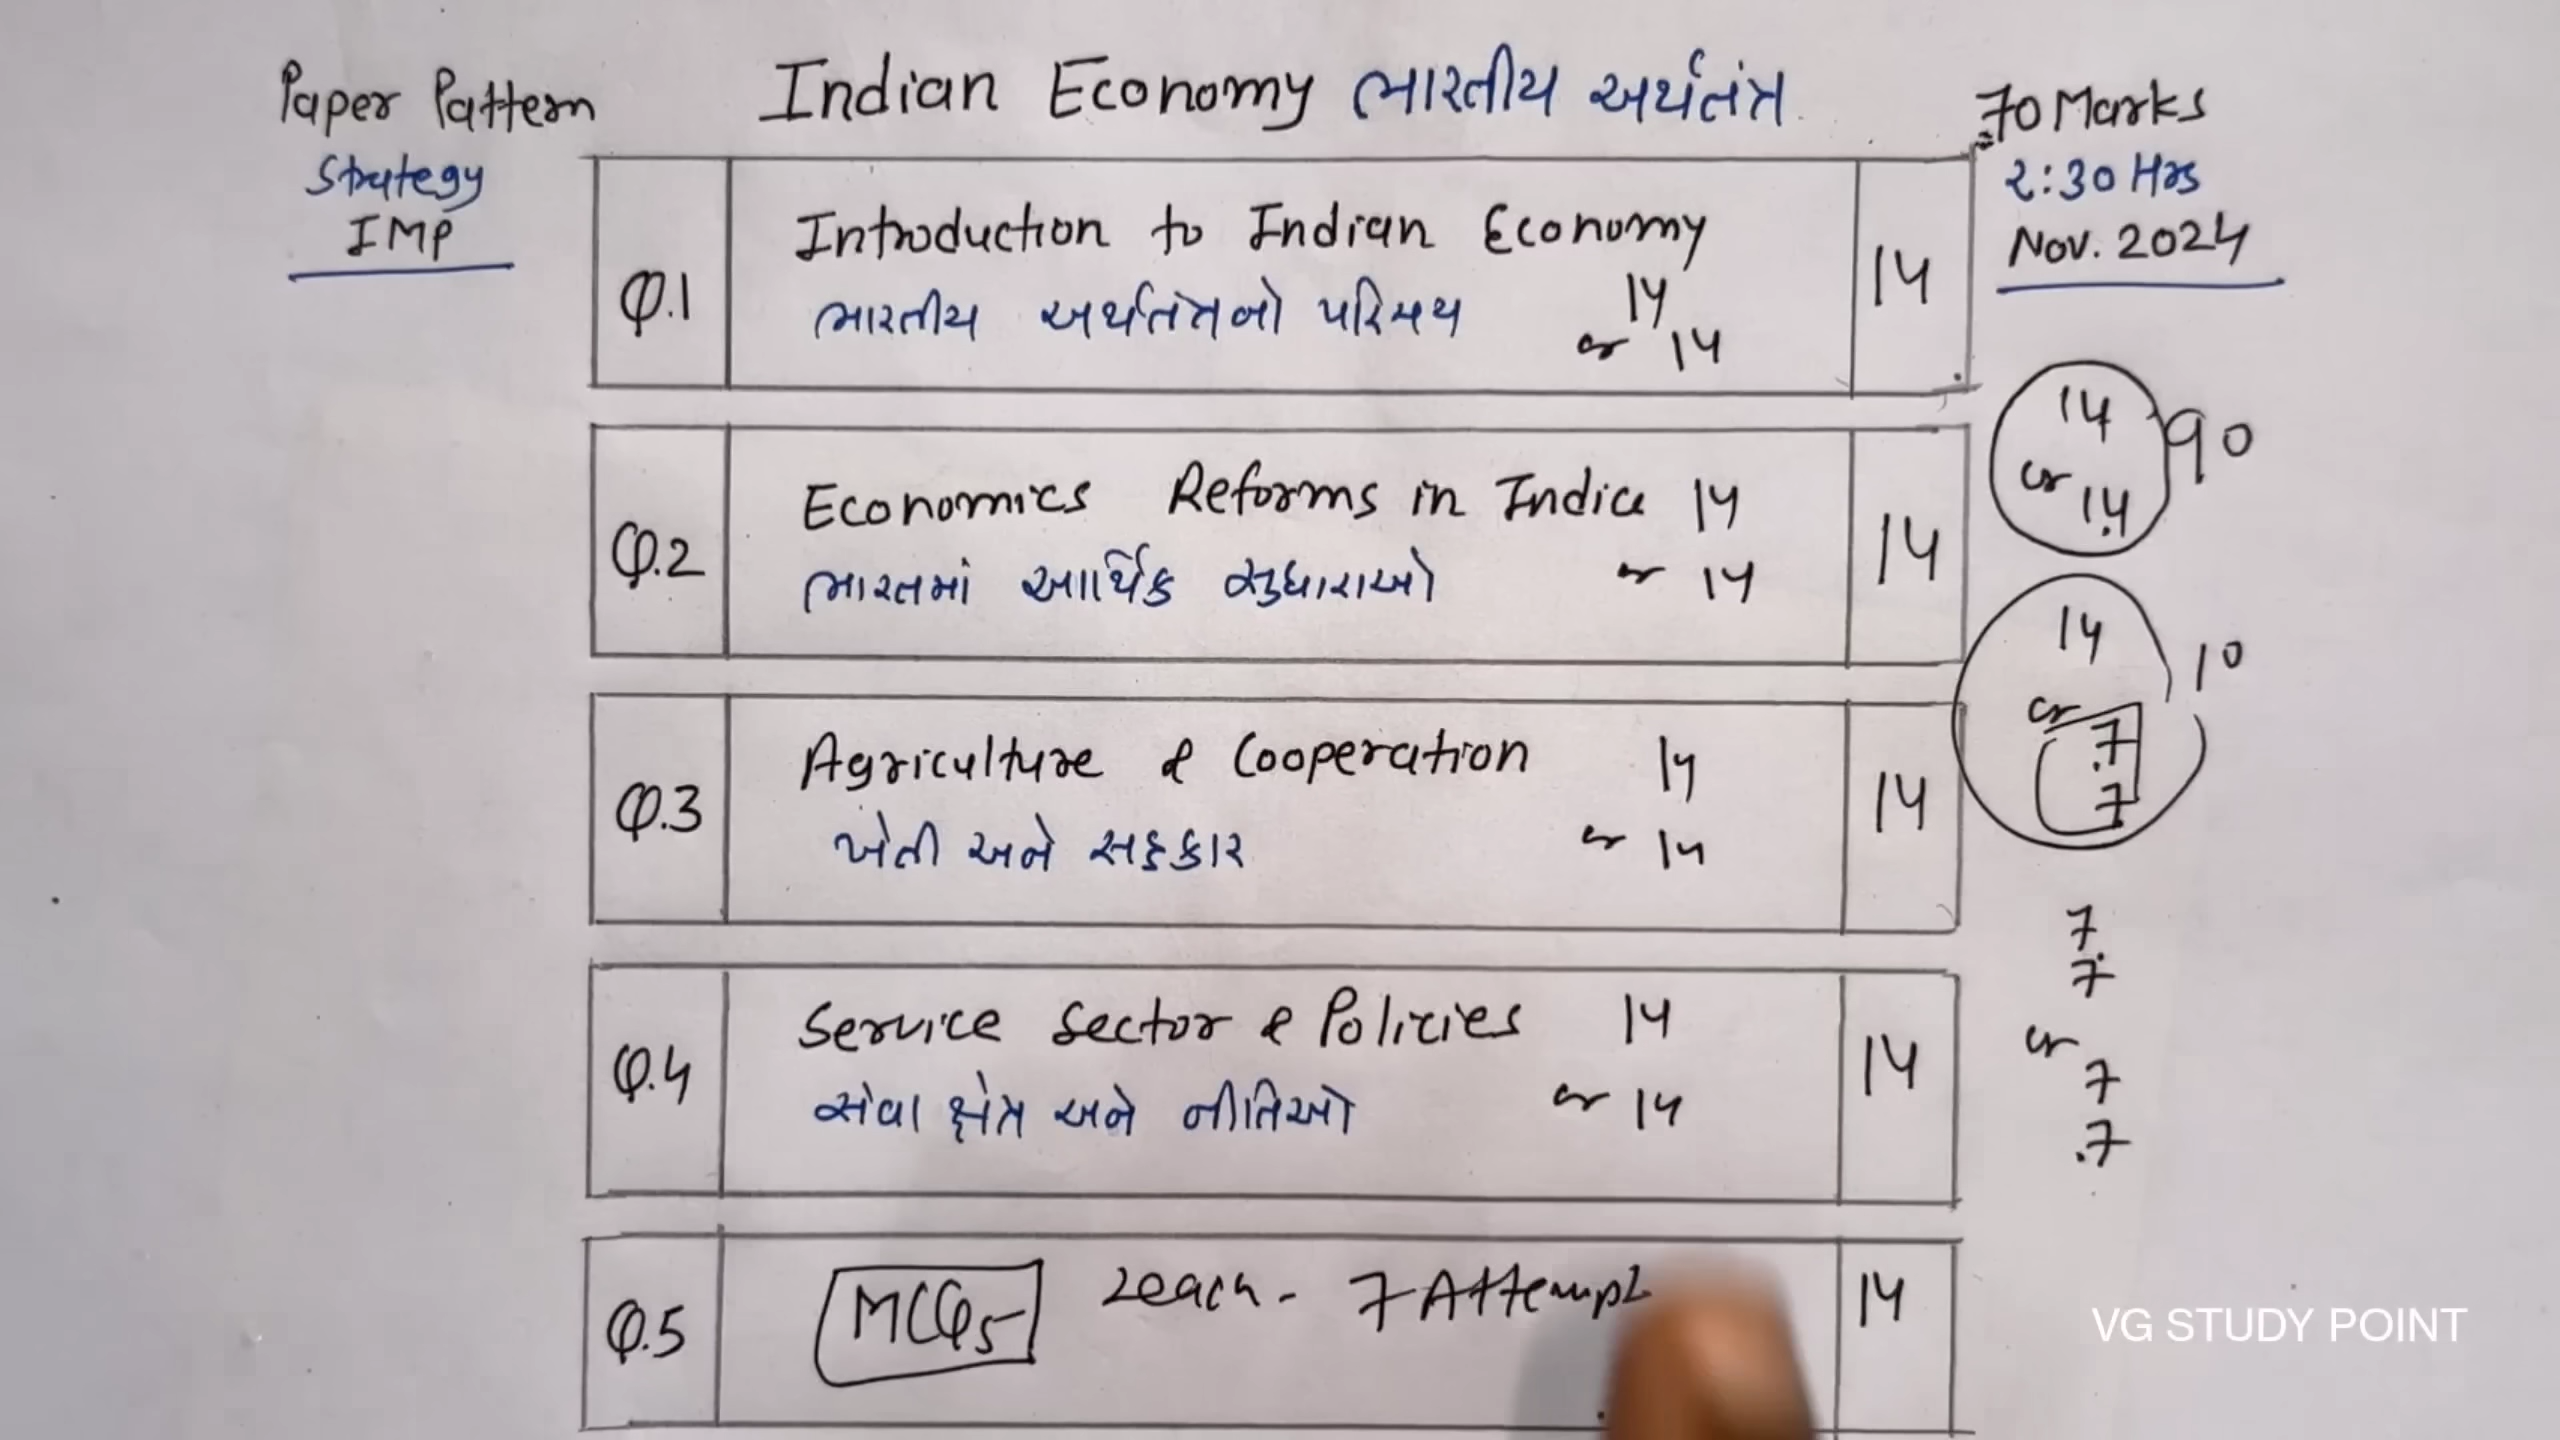 Paper Pattern
Strategy
IMP
Indian Economy ભારતીય અર્થતંત્ર
70 Marks
2:30 Hrs
Nov. 2024
Q.1
Introduction to Indian Economy
ભારતીય અર્થતંત્રનો પરિચય
14
or 14
14
Q.2
Economics Reforms in India 14
ભારતમાં આર્થિક સુધારાઓ or 14
14
Q.3
Agriculture & Cooperation 14
ખેતી અને સહકાર or 14
14
Q.4
Service Sector & Policies 14
સેવા ક્ષેત્ર અને નીતિઓ or 14
14
Q.5
MCQs 2 each - 7 Attempt
14
14
or 14
90
14
or 7
7
10
7
7
or
7
7
VG STUDY POINT